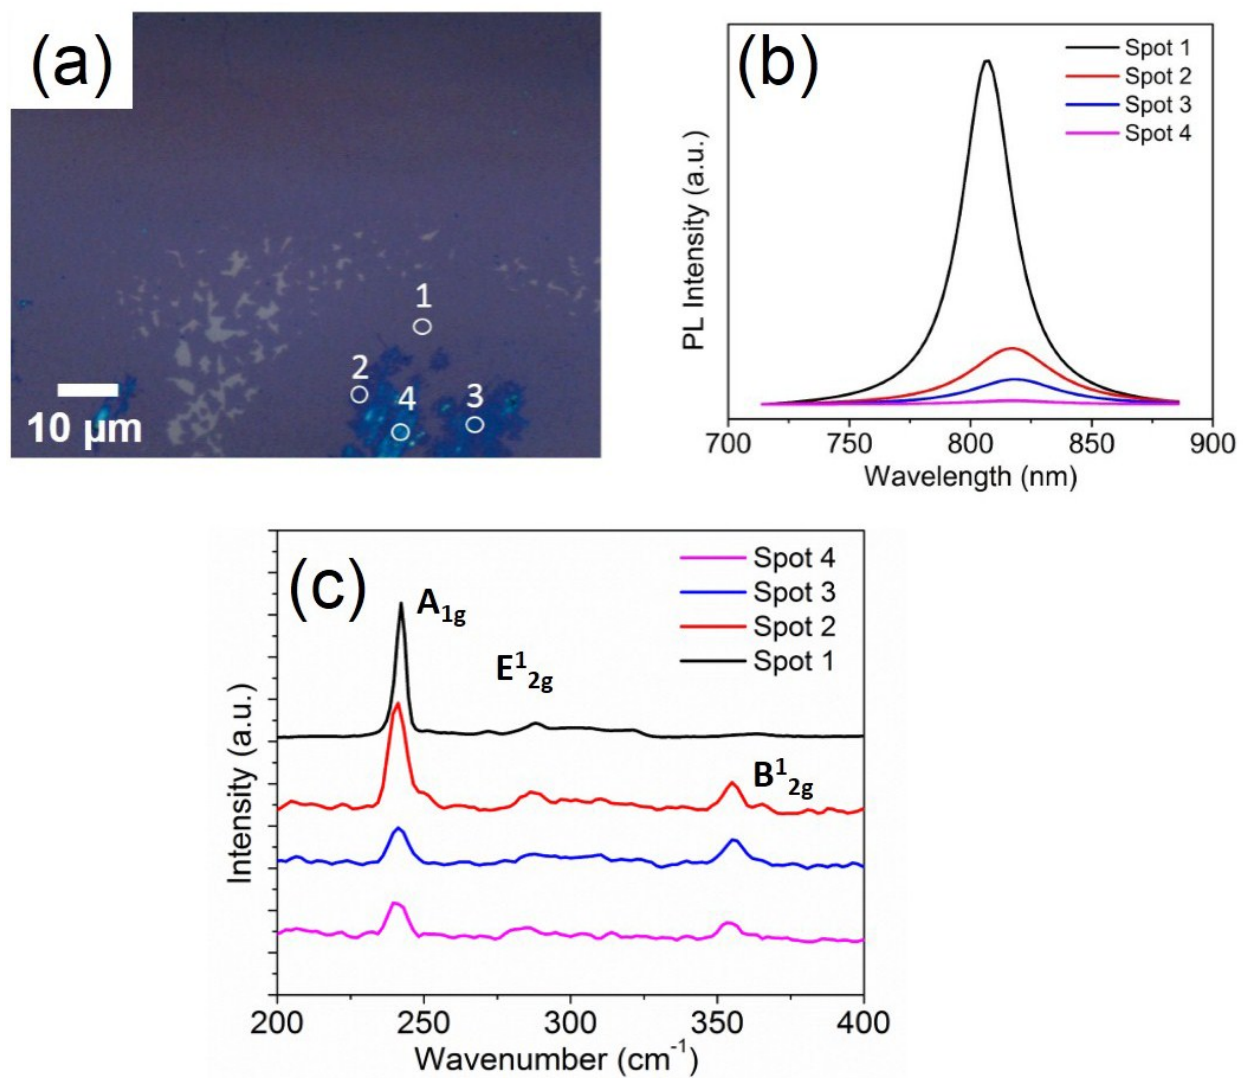 (a)
1
2
4
3
10 µm
(b)
Spot 1
Spot 2
Spot 3
Spot 4
PL Intensity (a.u.)
700 750 800 850 900
Wavelength (nm)
(c)
Spot 4
Spot 3
Spot 2
Spot 1
A1g
E¹2g
B¹2g
Intensity (a.u.)
200 250 300 350 400
Wavenumber (cm⁻¹)